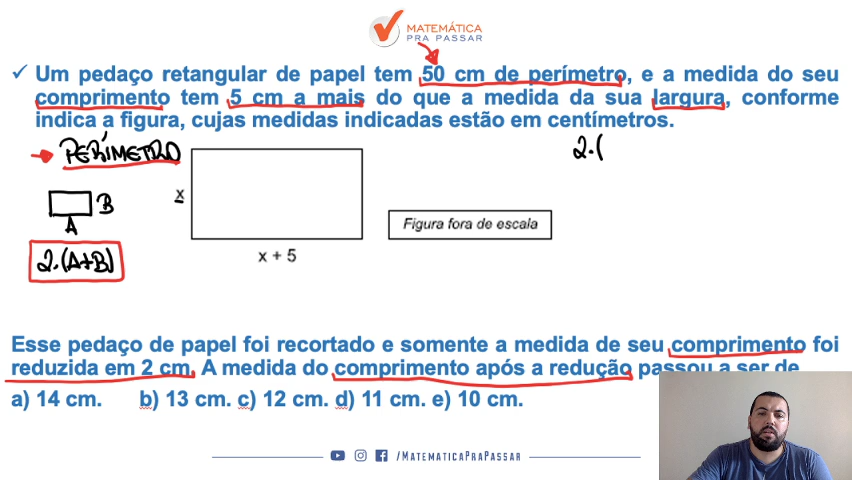 MATEMÁTICA
PRA PASSAR
✓ Um pedaço retangular de papel tem 50 cm de perímetro, e a medida do seu
comprimento tem 5 cm a mais do que a medida da sua largura, conforme
indica a figura, cujas medidas indicadas estão em centímetros.
PERÍMETRO
2.(
x
B
A
Figura fora de escala
2.(A+B)
x + 5
Esse pedaço de papel foi recortado e somente a medida de seu comprimento foi
reduzida em 2 cm. A medida do comprimento após a redução passou a ser de
a) 14 cm. b) 13 cm. c) 12 cm. d) 11 cm. e) 10 cm.
/MatematicaPraPassar